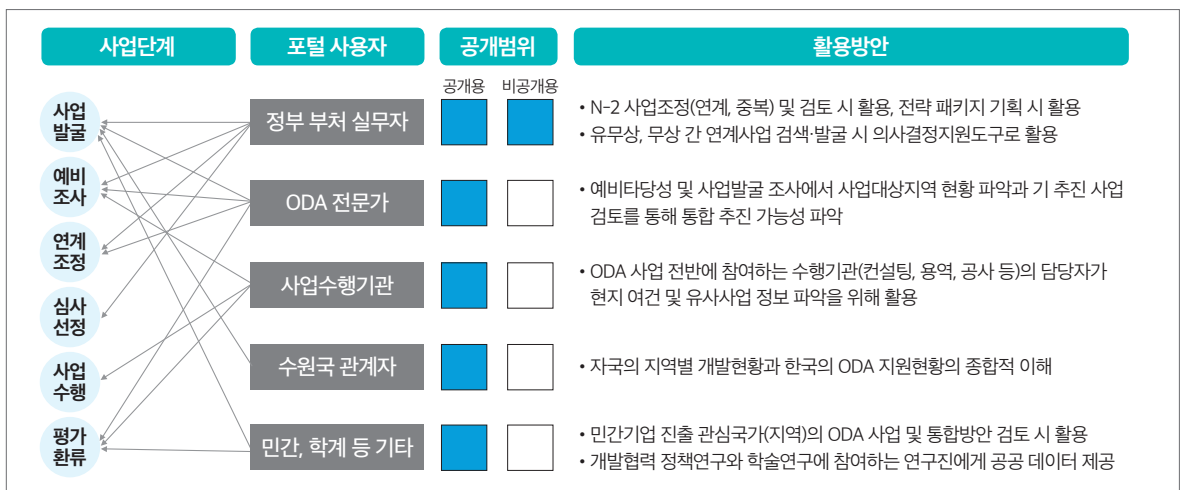 사업단계 포털 사용자 공개범위 활용방안
공개용 비공개용
사업
발굴
예비
조사
연계
조정
심사
선정
사업
수행
평가
환류
정부 부처 실무자
• N-2 사업조정(연계, 중복) 및 검토 시 활용, 전략 패키지 기획 시 활용
• 유무상, 무상 간 연계사업 검색·발굴 시 의사결정지원도구로 활용
ODA 전문가
• 예비타당성 및 사업발굴 조사에서 사업대상지역 현황 파악과 기 추진 사업
검토를 통해 통합 추진 가능성 파악
사업수행기관
• ODA 사업 전반에 참여하는 수행기관(컨설팅, 용역, 공사 등)의 담당자가
현지 여건 및 유사사업 정보 파악을 위해 활용
수원국 관계자
• 자국의 지역별 개발현황과 한국의 ODA 지원현황의 종합적 이해
민간, 학계 등 기타
• 민간기업 진출 관심국가(지역)의 ODA 사업 및 통합방안 검토 시 활용
• 개발협력 정책연구와 학술연구에 참여하는 연구진에게 공공 데이터 제공